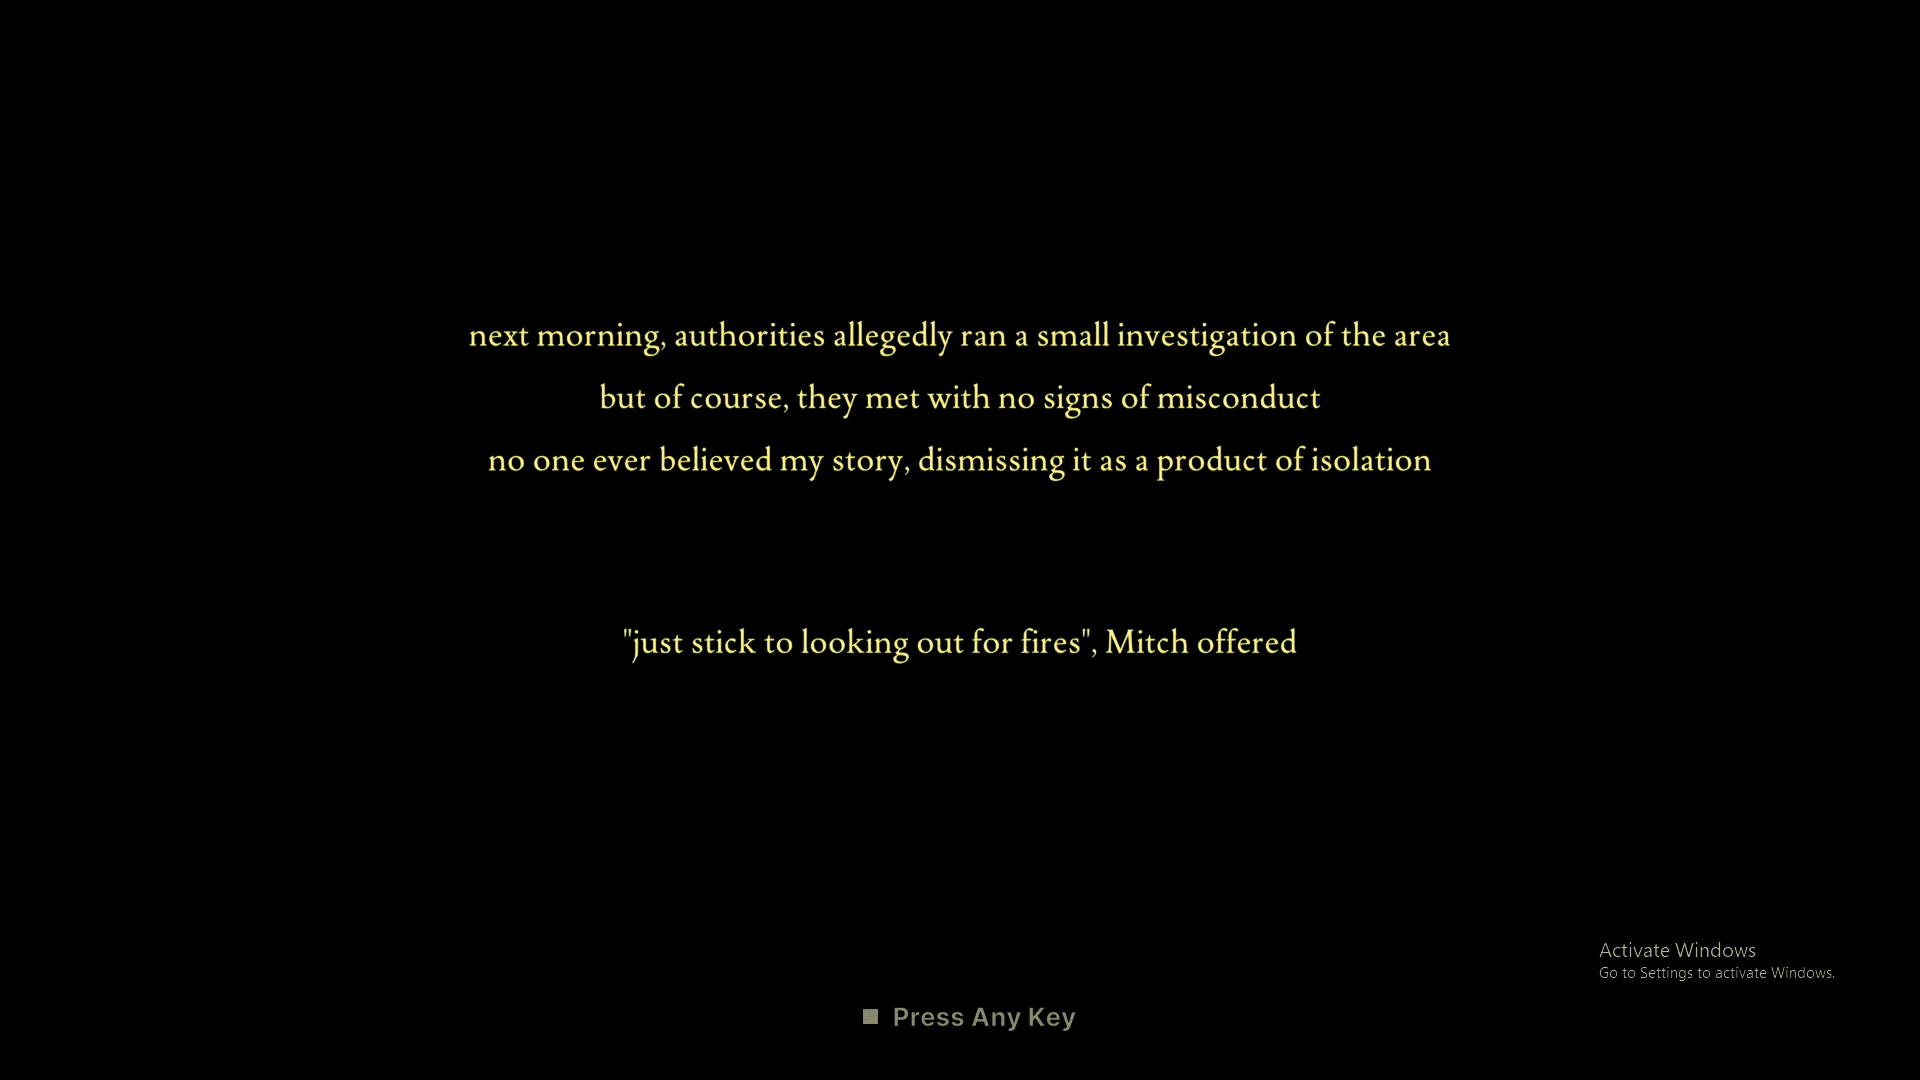 next morning, authorities allegedly ran a small investigation of the area
but of course, they met with no signs of misconduct
no one ever believed my story, dismissing it as a product of isolation
"just stick to looking out for fires", Mitch offered
Activate Windows
Go to Settings to activate Windows.
Press Any Key